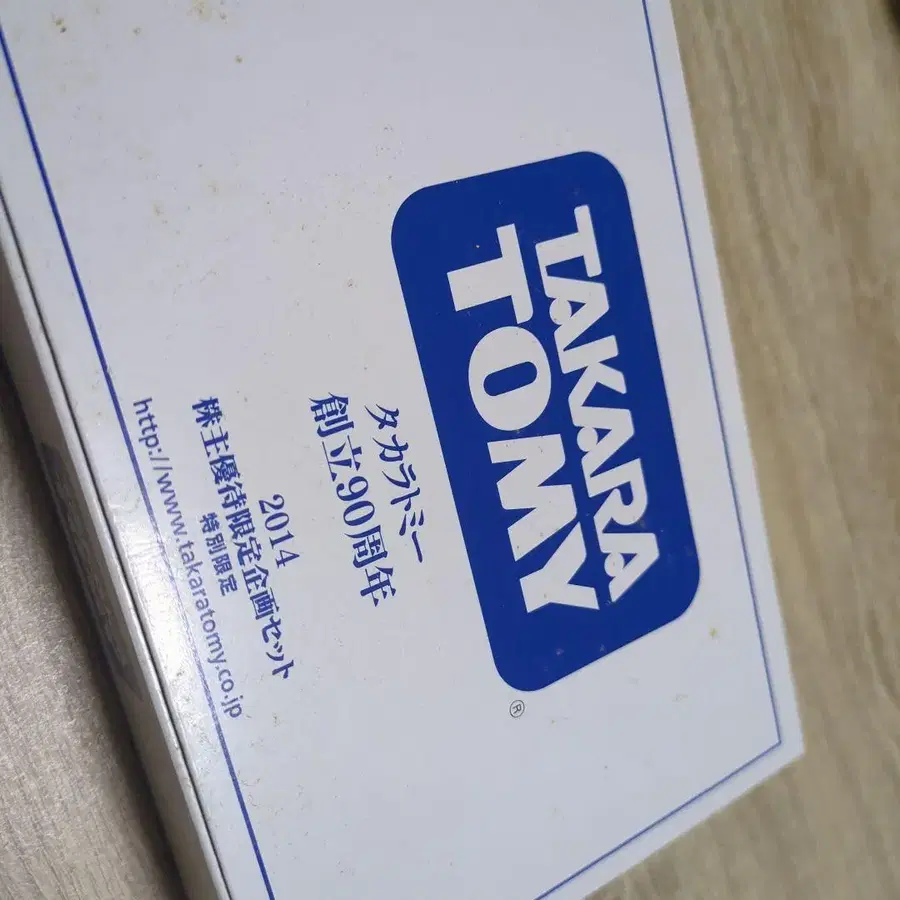 TAKARA
TOMY
®
タカラトミー
創立90周年
2014
株主優待限定企画セット
特別限定
http://www.takaratomy.co.jp